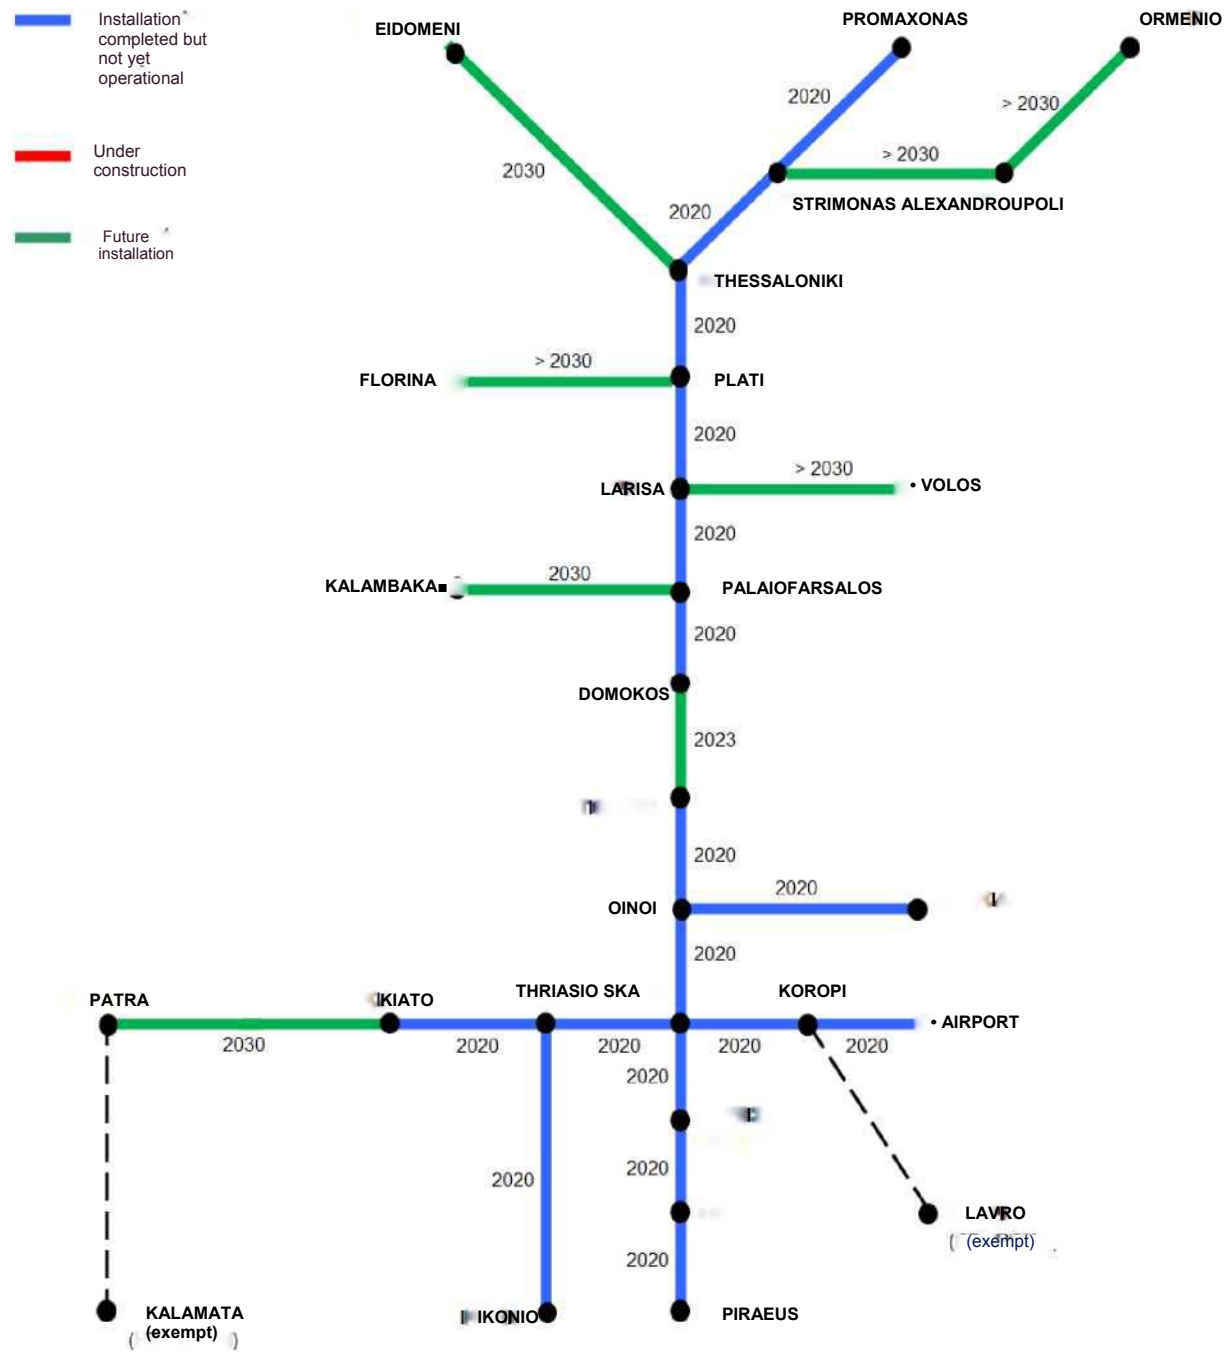 Installation
completed but
not yet
operational
Under
construction
Future
installation
EIDOMENI
PROMAXONAS
ORMENIO
2020
> 2030
> 2030
2030
STRIMONAS ALEXANDROUPOLI
2020
THESSALONIKI
2020
> 2030
FLORINA
PLATI
2020
> 2030
LARISA
• VOLOS
2020
2030
KALAMBAKA■
PALAIOFARSALOS
2020
DOMOKOS
2023
2020
2020
OINOI
2020
PATRA
KIATO
THRIASIO SKA
KOROPI
• AIRPORT
2030
2020
2020
2020
2020
2020
2020
2020
LAVRO
(exempt)
2020
KALAMATA
(exempt)
IKONIO
PIRAEUS